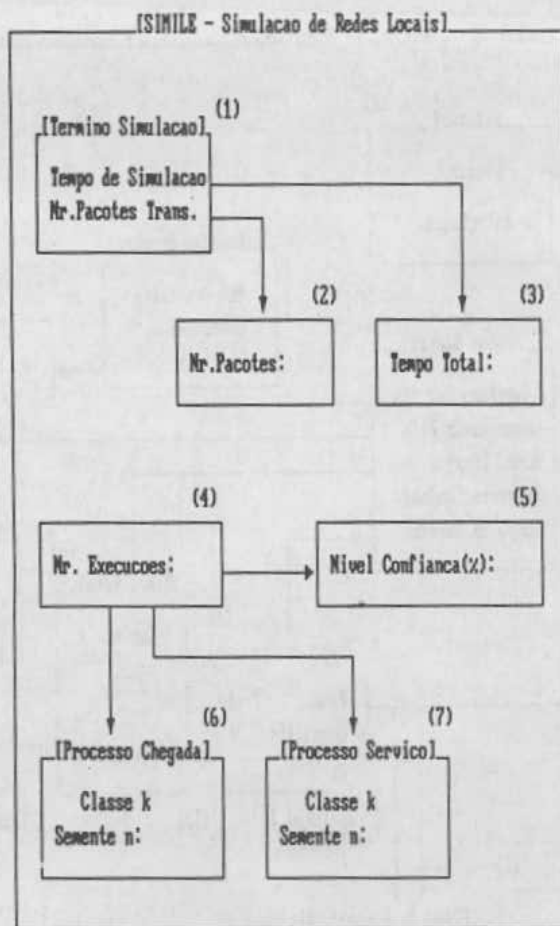 [SIMILE - Simulacao de Redes Locais]
(1)
[Termino Simulacao]
Tempo de Simulacao
Nr.Pacotes Trans.
(2)
(3)
Nr.Pacotes:
Tempo Total:
(4)
(5)
Nr. Execucoes:
Nivel Confianca(%):
(6)
(7)
[Processo Chegada]
[Processo Servico]
Classe k
Classe k
Semente n:
Semente n: